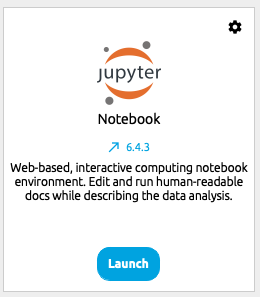 jupyter
Notebook
6.4.3
Web-based, interactive computing notebook
environment. Edit and run human-readable
docs while describing the data analysis.
Launch